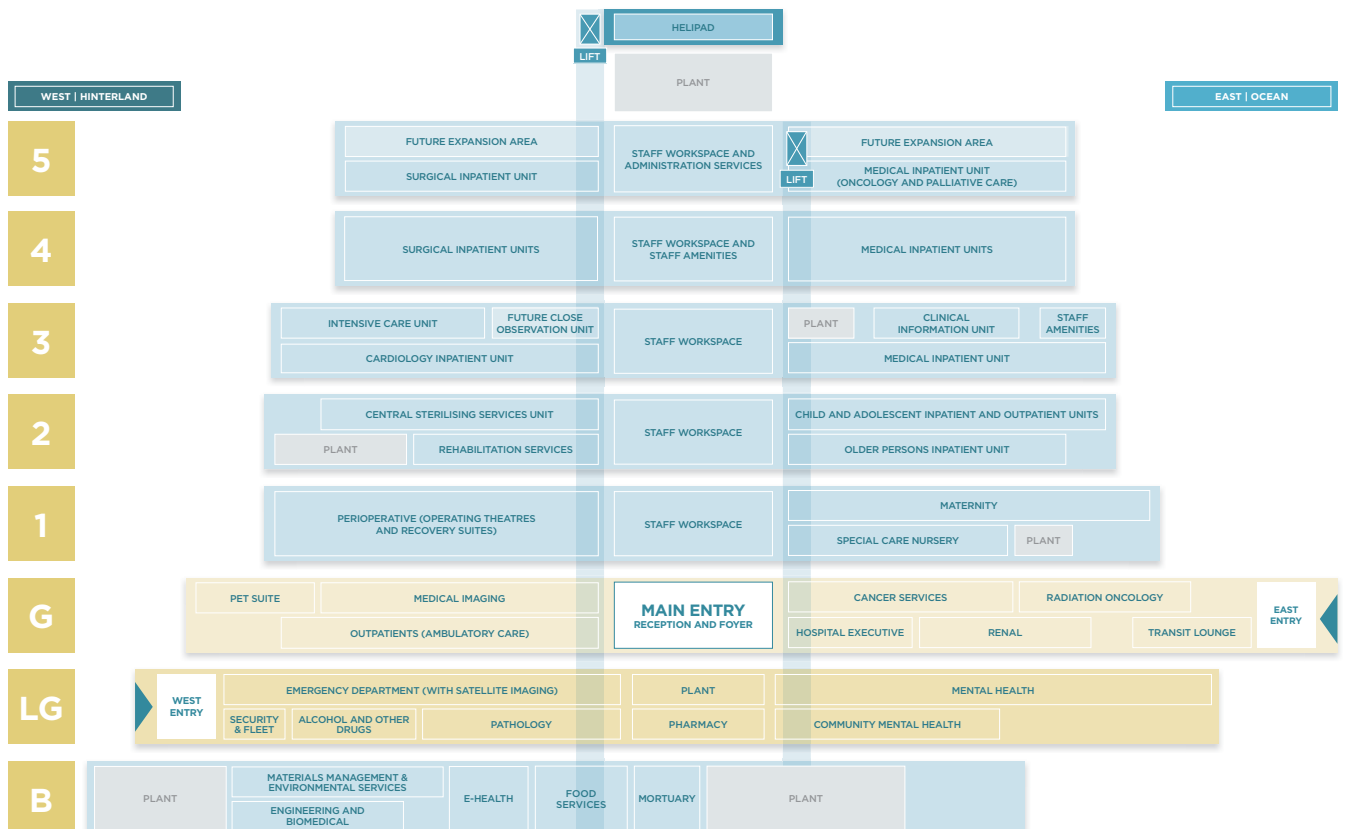 HELIPAD
LIFT
PLANT
WEST | HINTERLAND
EAST | OCEAN
5
FUTURE EXPANSION AREA
SURGICAL INPATIENT UNIT
STAFF WORKSPACE AND
ADMINISTRATION SERVICES
LIFT
FUTURE EXPANSION AREA
MEDICAL INPATIENT UNIT
(ONCOLOGY AND PALLIATIVE CARE)
4
SURGICAL INPATIENT UNITS
STAFF WORKSPACE AND
STAFF AMENITIES
MEDICAL INPATIENT UNITS
3
INTENSIVE CARE UNIT
FUTURE CLOSE
OBSERVATION UNIT
CARDIOLOGY INPATIENT UNIT
STAFF WORKSPACE
PLANT
CLINICAL
INFORMATION UNIT
STAFF
AMENITIES
MEDICAL INPATIENT UNIT
2
CENTRAL STERILISING SERVICES UNIT
PLANT
REHABILITATION SERVICES
STAFF WORKSPACE
CHILD AND ADOLESCENT INPATIENT AND OUTPATIENT UNITS
OLDER PERSONS INPATIENT UNIT
1
PERIOPERATIVE (OPERATING THEATRES
AND RECOVERY SUITES)
STAFF WORKSPACE
MATERNITY
SPECIAL CARE NURSERY
PLANT
G
PET SUITE
MEDICAL IMAGING
OUTPATIENTS (AMBULATORY CARE)
MAIN ENTRY
RECEPTION AND FOYER
CANCER SERVICES
RADIATION ONCOLOGY
HOSPITAL EXECUTIVE
RENAL
TRANSIT LOUNGE
EAST
ENTRY
LG
WEST
ENTRY
EMERGENCY DEPARTMENT (WITH SATELLITE IMAGING)
SECURITY
& FLEET
ALCOHOL AND OTHER
DRUGS
PATHOLOGY
PLANT
PHARMACY
MENTAL HEALTH
COMMUNITY MENTAL HEALTH
B
PLANT
MATERIALS MANAGEMENT &
ENVIRONMENTAL SERVICES
ENGINEERING AND
BIOMEDICAL
E-HEALTH
FOOD
SERVICES
MORTUARY
PLANT